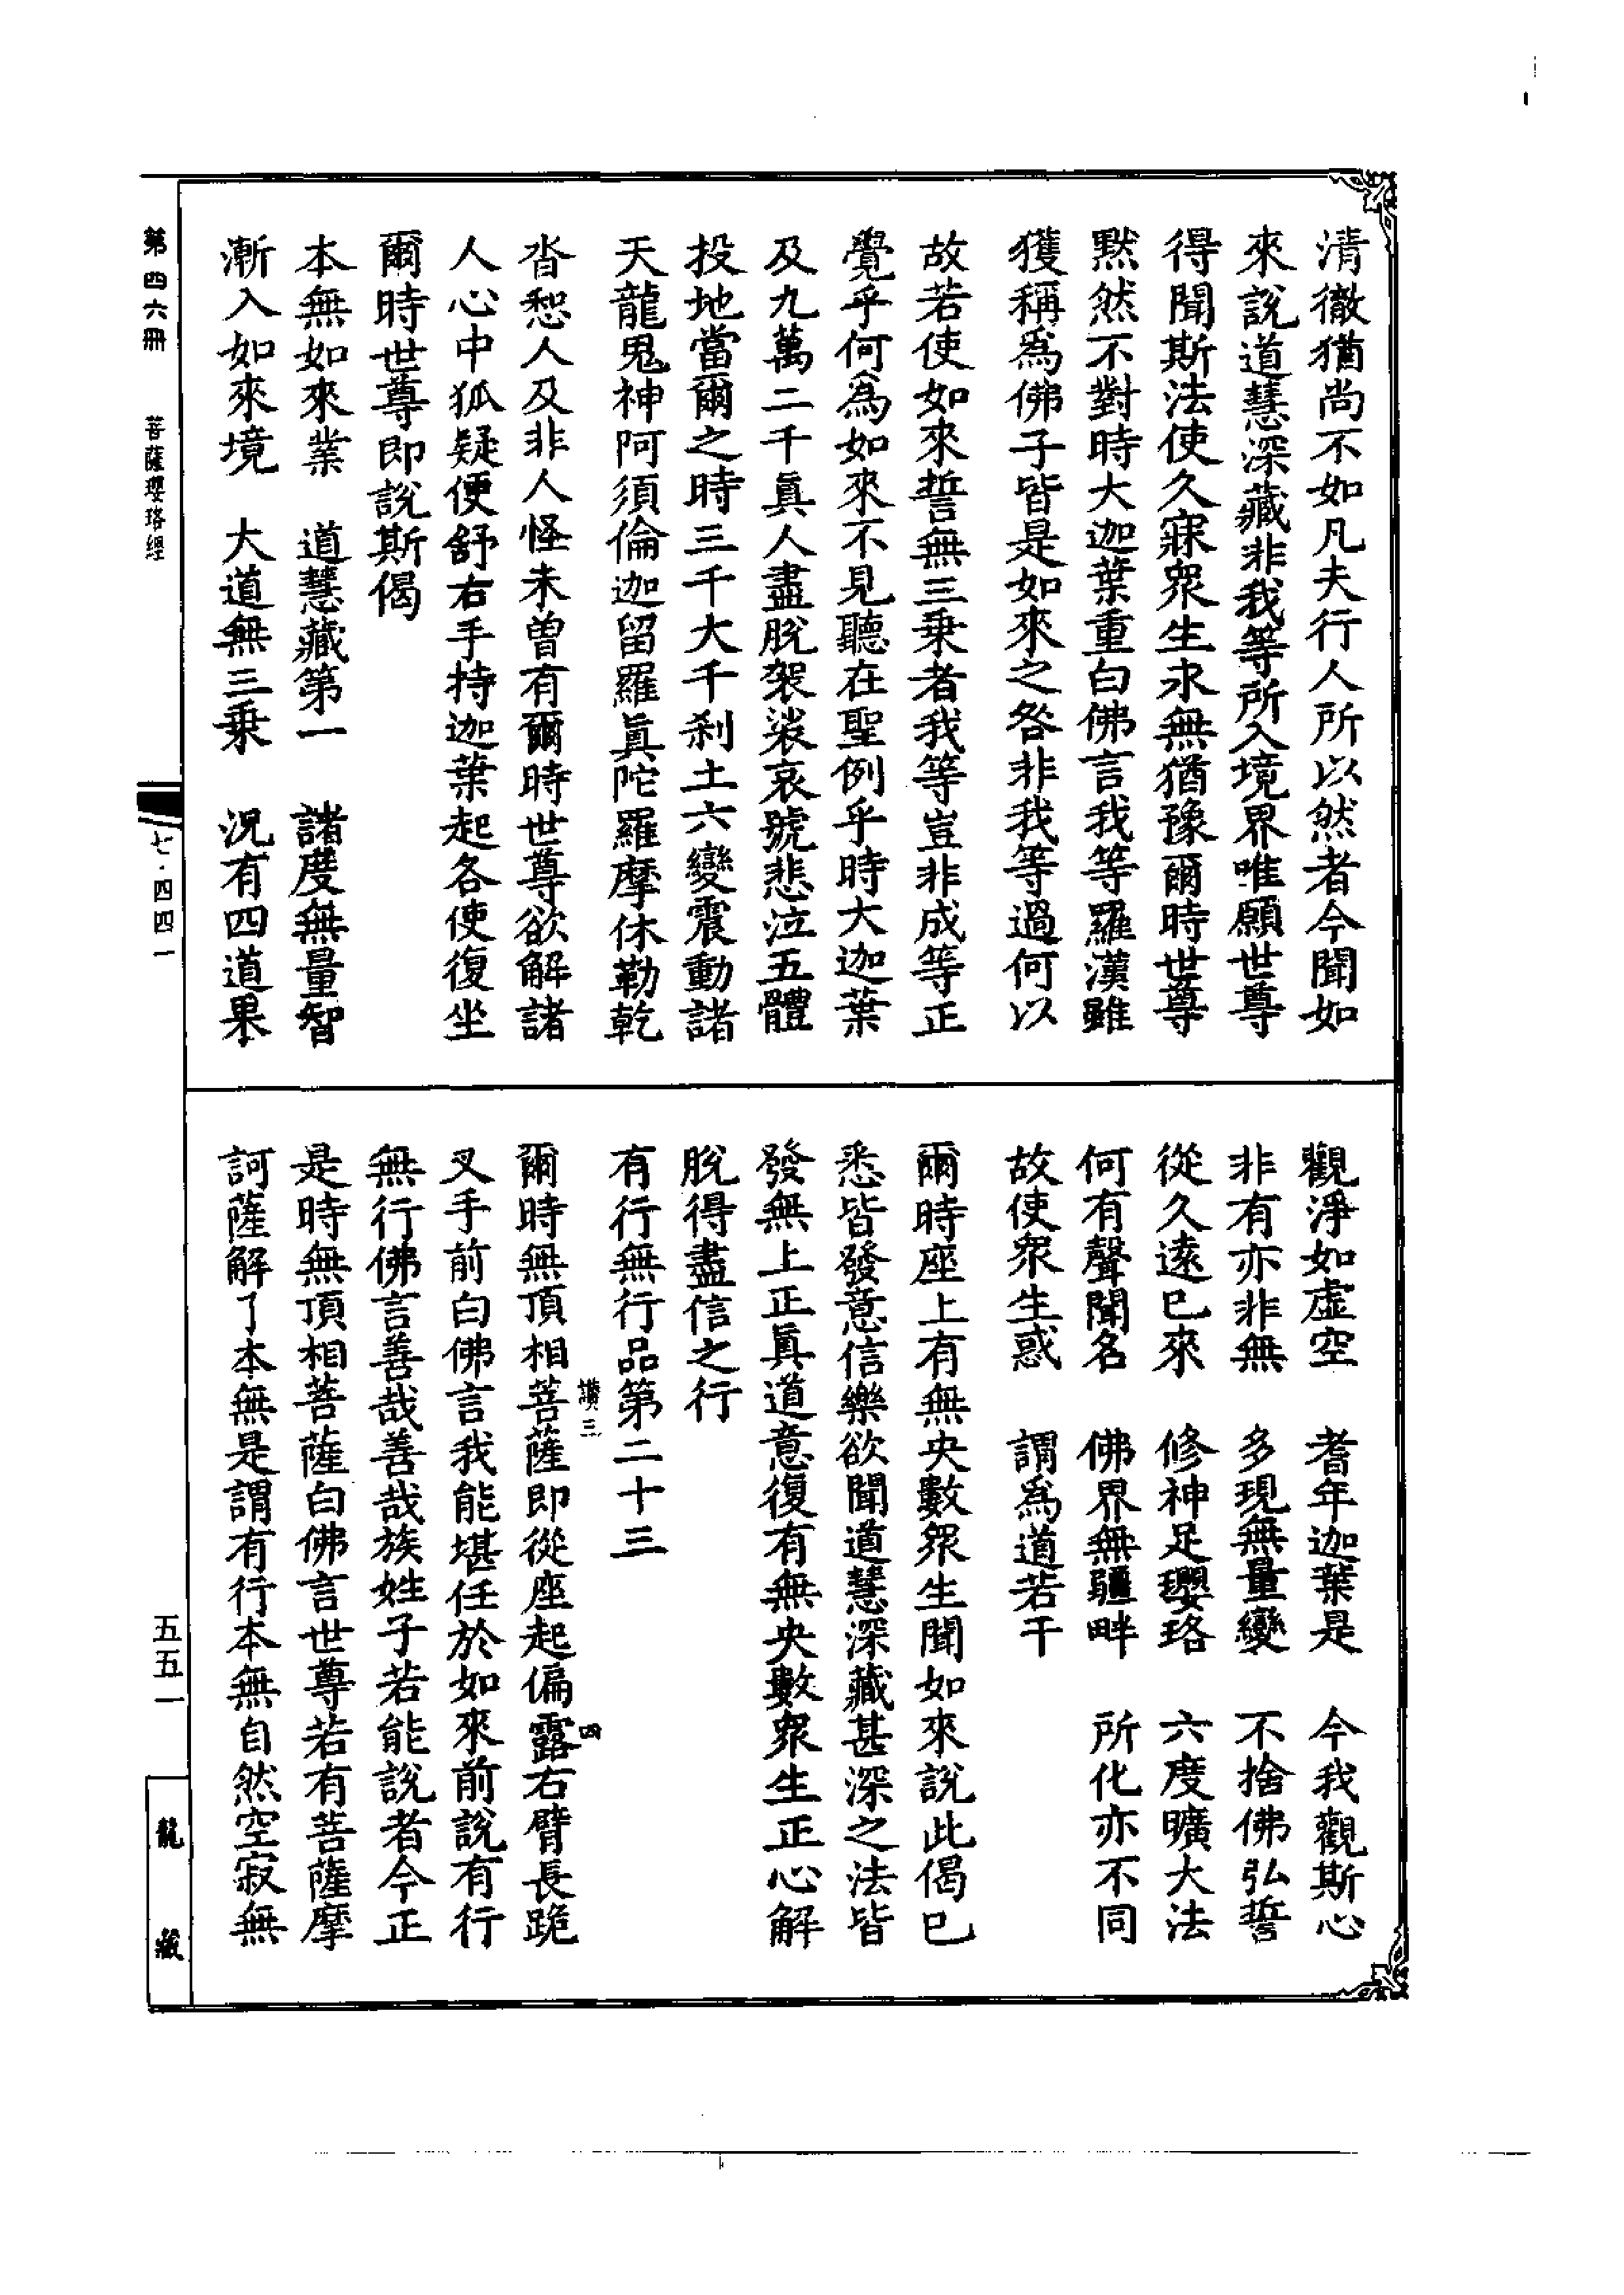 清徹猶尚不如凡夫行人所以然者今聞如
來說道慧深藏非我等所入境界唯願世尊
得聞斯法使久寐衆生永無猶豫爾時世尊
默然不對時大迦葉重白佛言我等羅漢雖
獲稱爲佛子皆是如來之咎非我等過何以
故若使如來誓無三乘者我等豈非成等正
覺乎何爲如來不見聽在聖例乎時大迦葉
及九萬二千眞人盡脫袈裟哀號悲泣五體
投地當爾之時三千大千剎土六變震動諸
天龍鬼神阿須倫迦留羅眞陀羅摩休勒乾
沓惒人及非人怪未曾有爾時世尊欲解諸
人心中狐疑便舒右手持迦葉起各使復坐
爾時世尊即說斯偈
本無如來業　道慧藏第一　諸度無量智
漸入如來境　大道無三乘　況有四道果
觀淨如虛空　耆年迦葉是　今我觀斯心
非有亦非無　多現無量變　不捨佛弘誓
從久遠已來　修神足瓔珞　六度曠大法
何有聲聞名　佛界無疆畔　所化亦不同
故使衆生惑　謂爲道若干
爾時座上有無央數衆生聞如來說此偈已
悉皆發意信樂欲聞道慧深藏甚深之法皆
發無上正眞道意復有無央數衆生正心解
脫得盡信之行
有行無行品第二十三
讚三
四
爾時無頂相菩薩即從座起偏露右臂長跪
叉手前白佛言我能堪任於如來前說有行
無行佛言善哉善哉族姓子若能說者今正
是時無頂相菩薩白佛言世尊若有菩薩摩
訶薩解了本無是謂有行本無自然空寂無
第四六冊　菩薩瓔珞經
七·四四一
五五一
龍藏